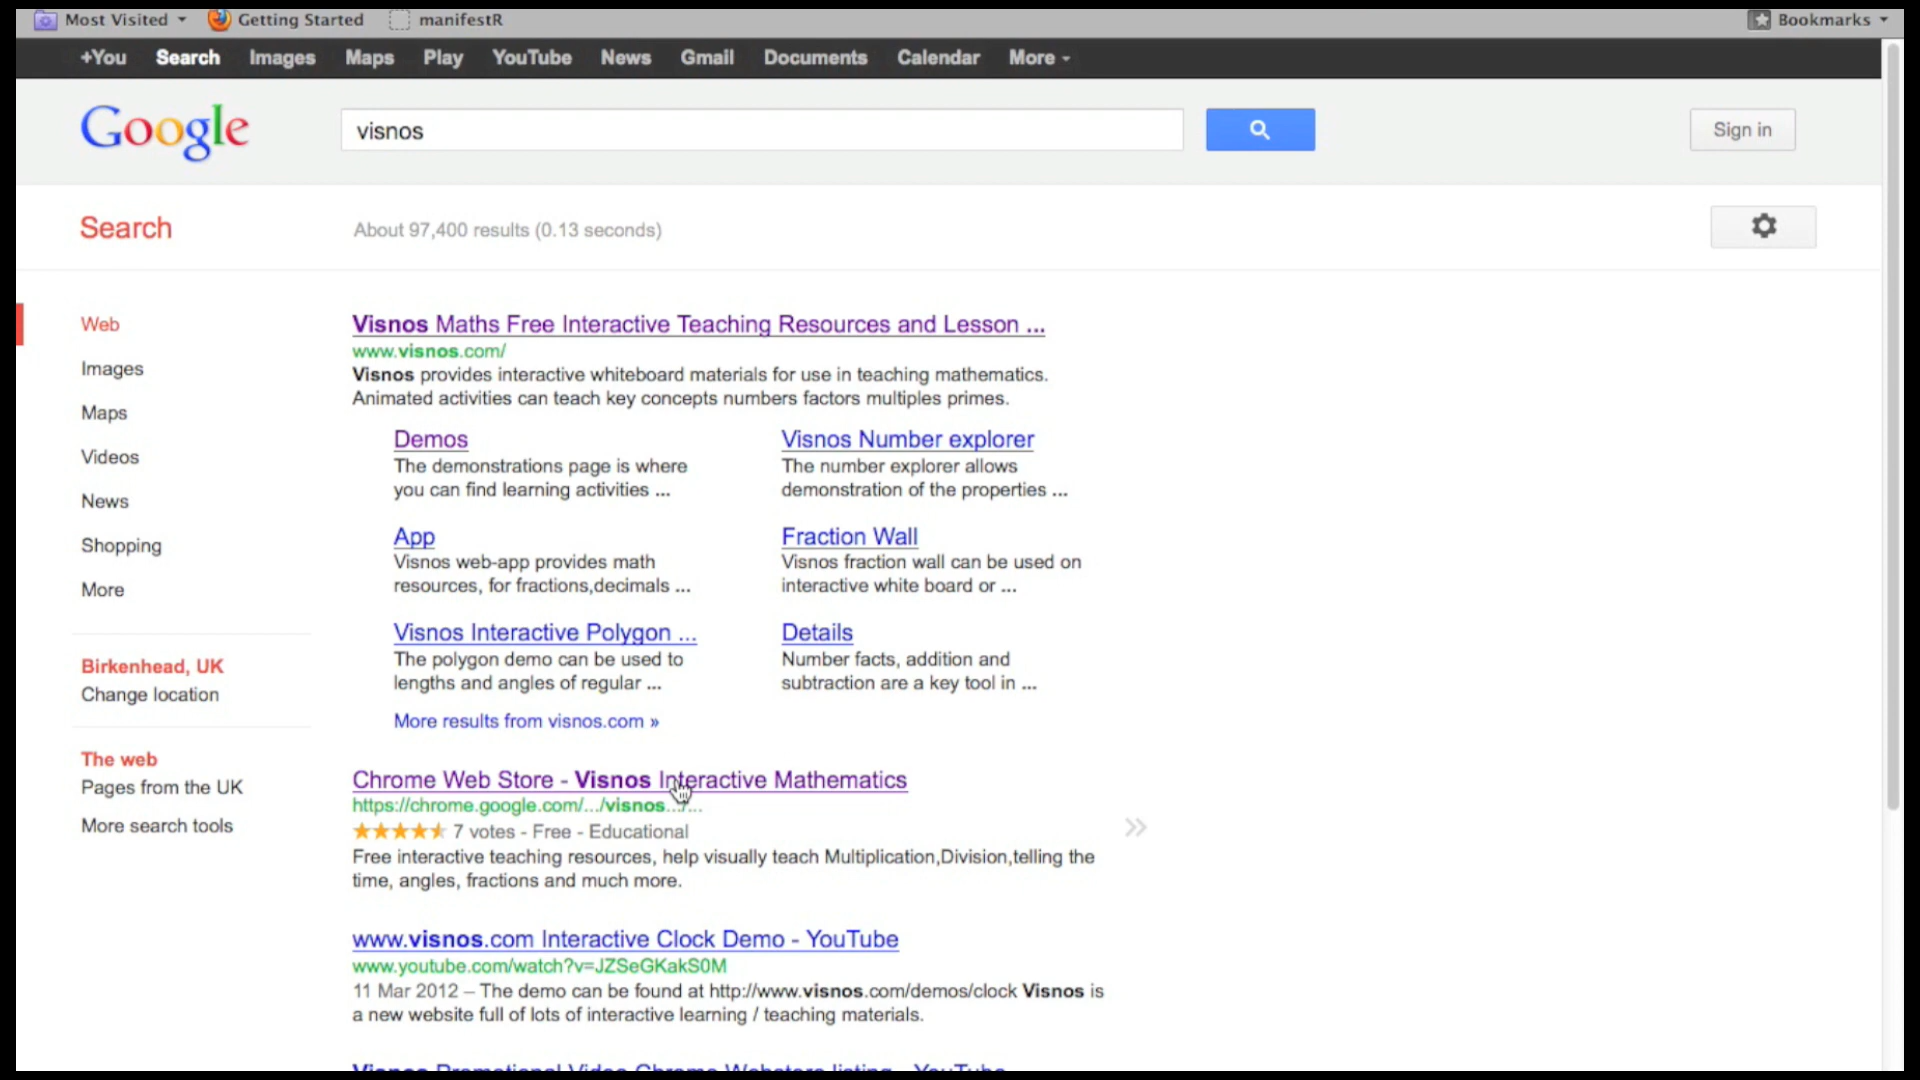 Most Visited
Getting Started
manifestR
Bookmarks
+You Search Images Maps Play YouTube News Gmail Documents Calendar More
Google
visnos
Sign in
Search
About 97,400 results (0.13 seconds)
Web
Images
Maps
Videos
News
Shopping
More
Birkenhead, UK
Change location
The web
Pages from the UK
More search tools
Visnos Maths Free Interactive Teaching Resources and Lesson ...
www.visnos.com/
Visnos provides interactive whiteboard materials for use in teaching mathematics.
Animated activities can teach key concepts numbers factors multiples primes.
Demos
The demonstrations page is where
you can find learning activities ...
Visnos Number explorer
The number explorer allows
demonstration of the properties ...
App
Visnos web-app provides math
resources, for fractions,decimals ...
Fraction Wall
Visnos fraction wall can be used on
interactive white board or ...
Visnos Interactive Polygon ...
The polygon demo can be used to
lengths and angles of regular ...
Details
Number facts, addition and
subtraction are a key tool in ...
More results from visnos.com »
Chrome Web Store - Visnos Interactive Mathematics
https://chrome.google.com/.../visnos.../...
7 votes - Free - Educational
Free interactive teaching resources, help visually teach Multiplication,Division,telling the
time, angles, fractions and much more.
www.visnos.com Interactive Clock Demo - YouTube
www.youtube.com/watch?v=JZSeGKakS0M
11 Mar 2012 – The demo can be found at http://www.visnos.com/demos/clock Visnos is
a new website full of lots of interactive learning / teaching materials.
Visnos Promotional Video Chrome Webstore listing - YouTube